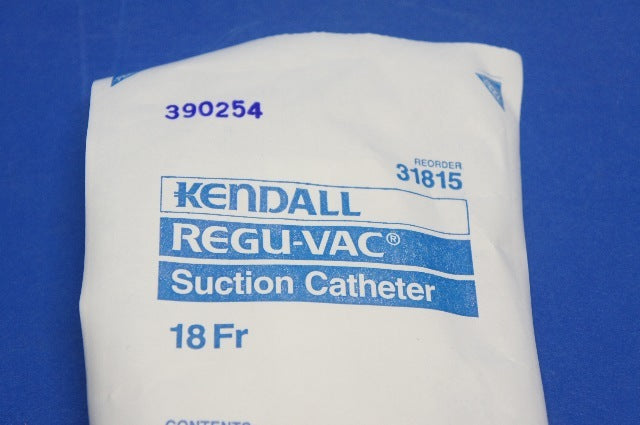 390254
REORDER
31815
KENDALL
REGU-VAC®
Suction Catheter
18 Fr
CONTENTS